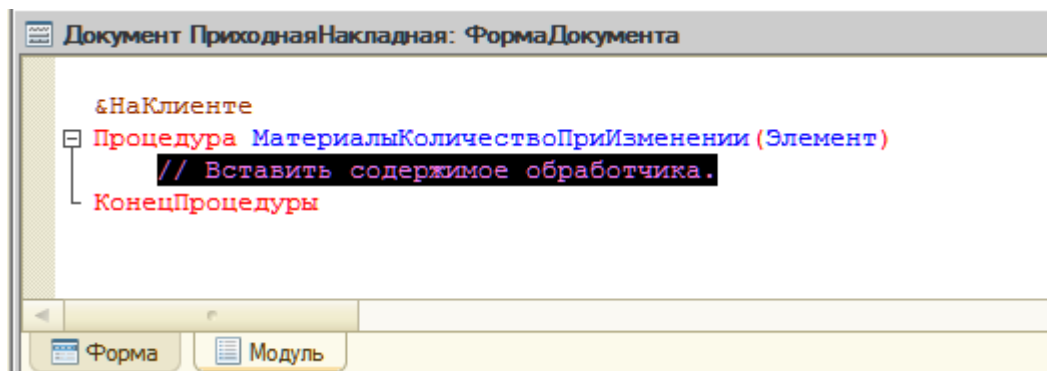 Документ ПриходнаяНакладная: ФормаДокумента
&НаКлиенте
Процедура МатериалыКоличествоПриИзменении(Элемент)
// Вставить содержимое обработчика.
КонецПроцедуры
Форма Модуль